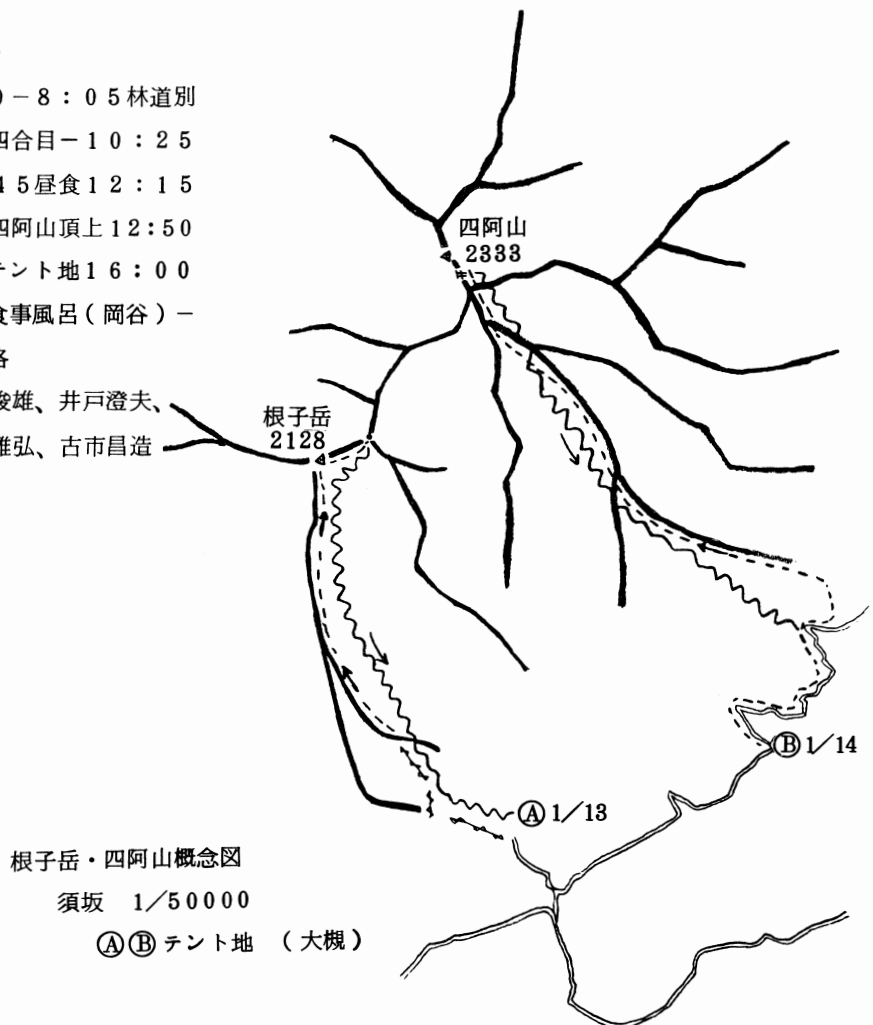 －8：05林道別
四合目－10：25
45昼食12：15
四阿山頂上12:50
テント地16：00
食事風呂（岡谷）－
俊雄、井戸澄夫、
雅弘、古市昌造
四阿山
2333
根子岳
2128
Ⓑ 1／14
Ⓐ 1／13
根子岳・四阿山概念図
須坂　1／50000
ⒶⒷテント地　（大槻）